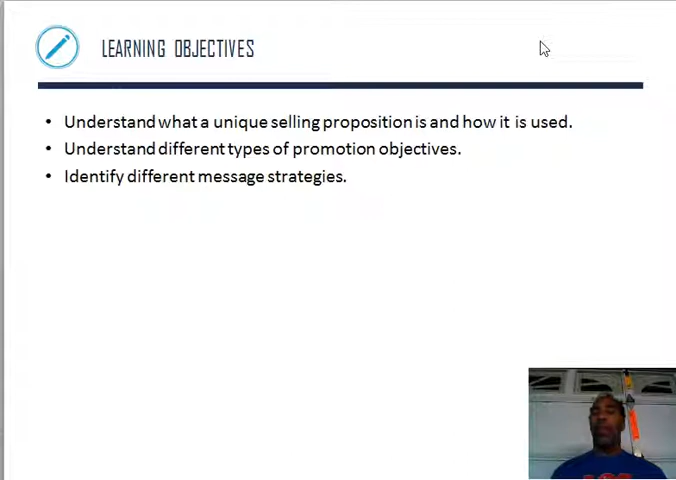 LEARNING OBJECTIVES
• Understand what a unique selling proposition is and how it is used.
• Understand different types of promotion objectives.
• Identify different message strategies.